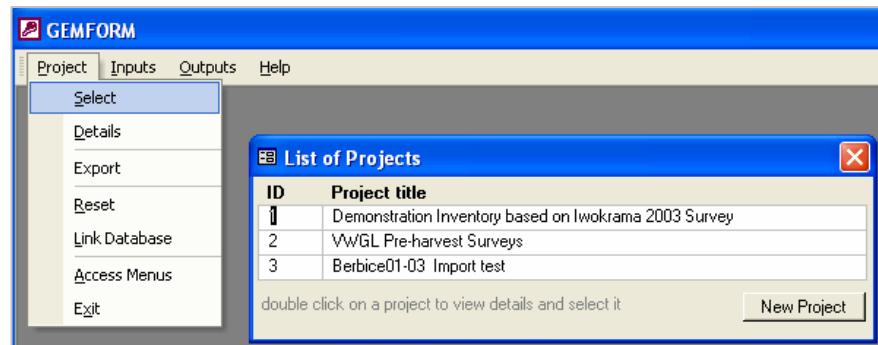 GEMFORM
Project Inputs Outputs Help
Select
Details
Export
Reset
Link Database
Access Menus
Exit
List of Projects
ID Project title
1 Demonstration Inventory based on Iwokrama 2003 Survey
2 VWGL Pre-harvest Surveys
3 Berbice01-03 Import test
double click on a project to view details and select it
New Project